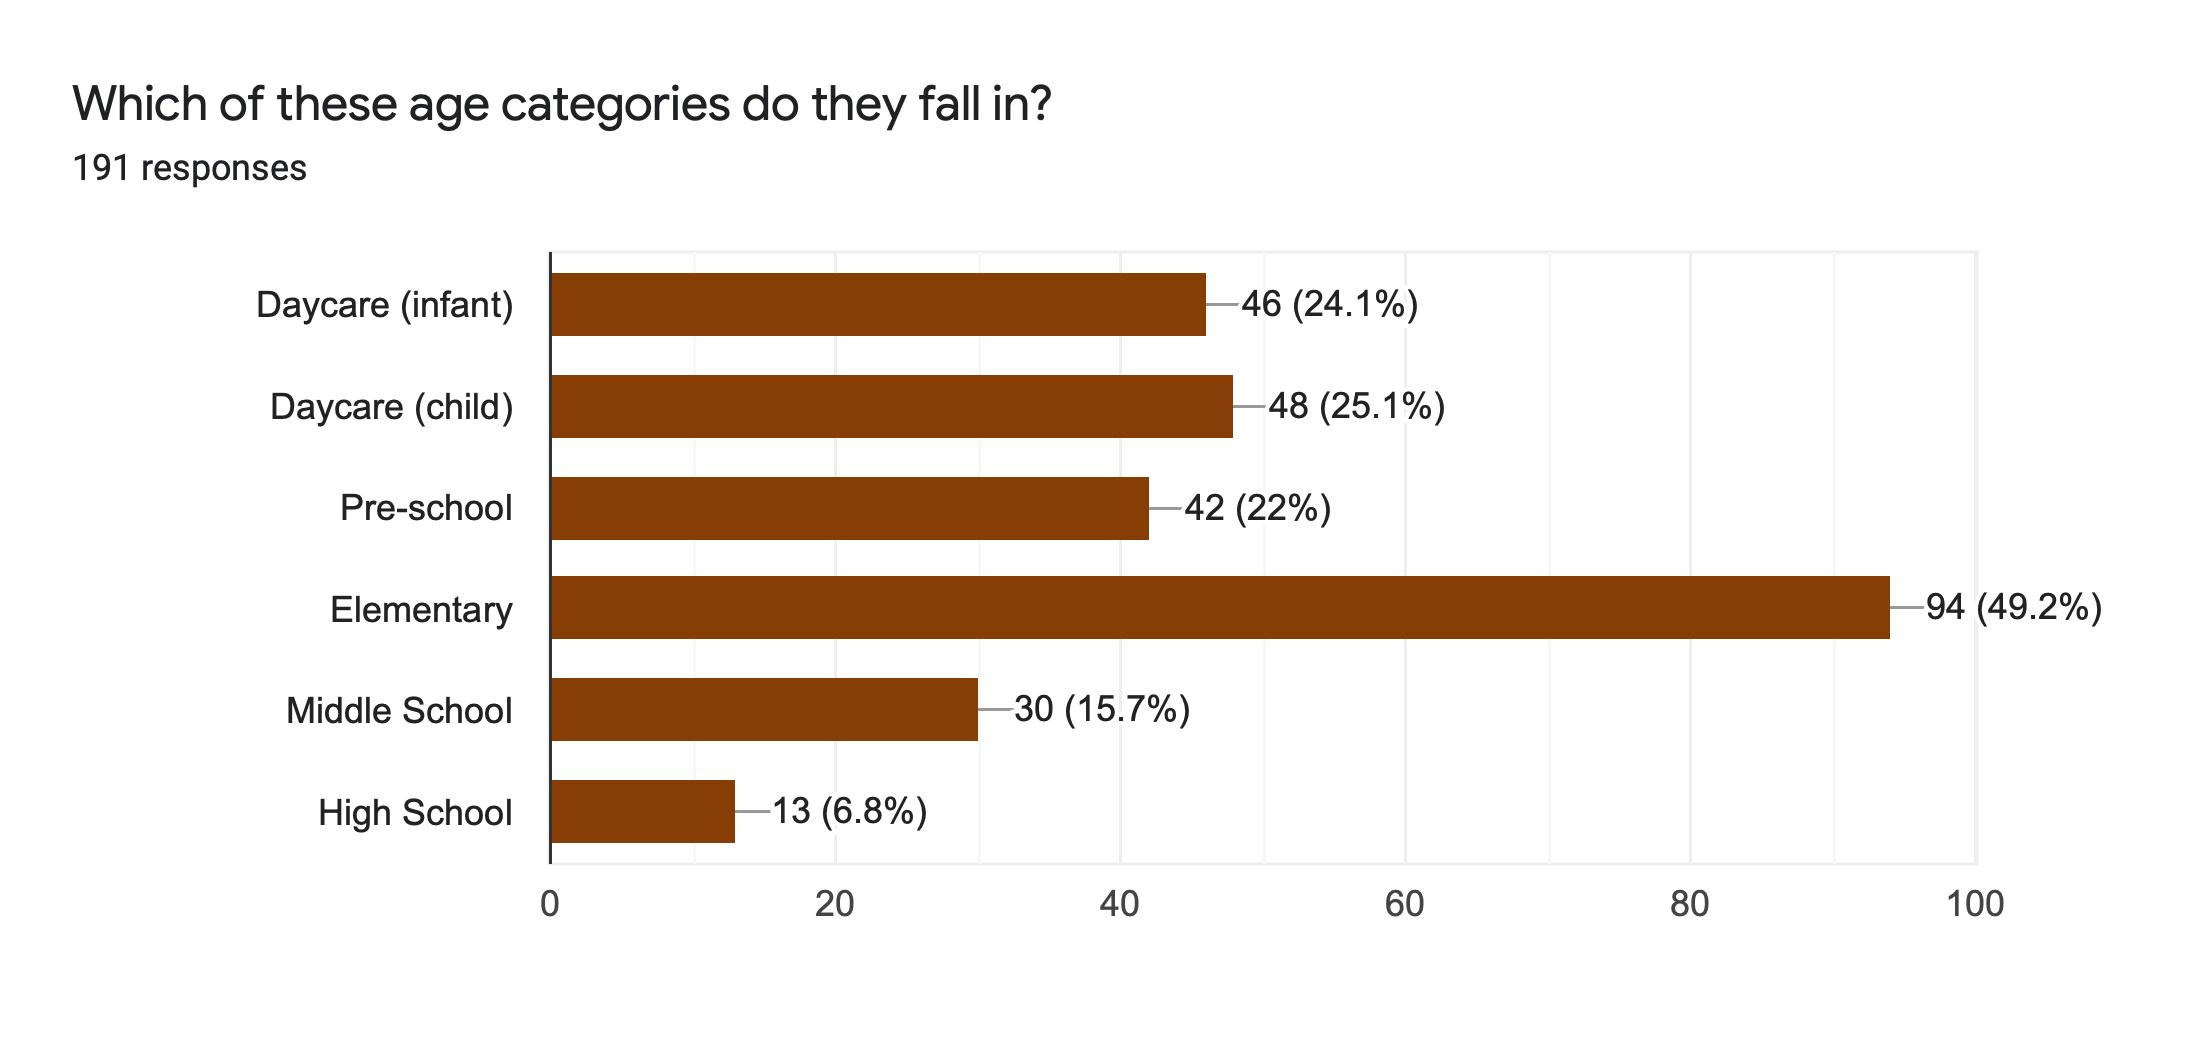 Which of these age categories do they fall in?
191 responses
Daycare (infant) 46 (24.1%)
Daycare (child) 48 (25.1%)
Pre-school 42 (22%)
Elementary 94 (49.2%)
Middle School 30 (15.7%)
High School 13 (6.8%)
0 20 40 60 80 100